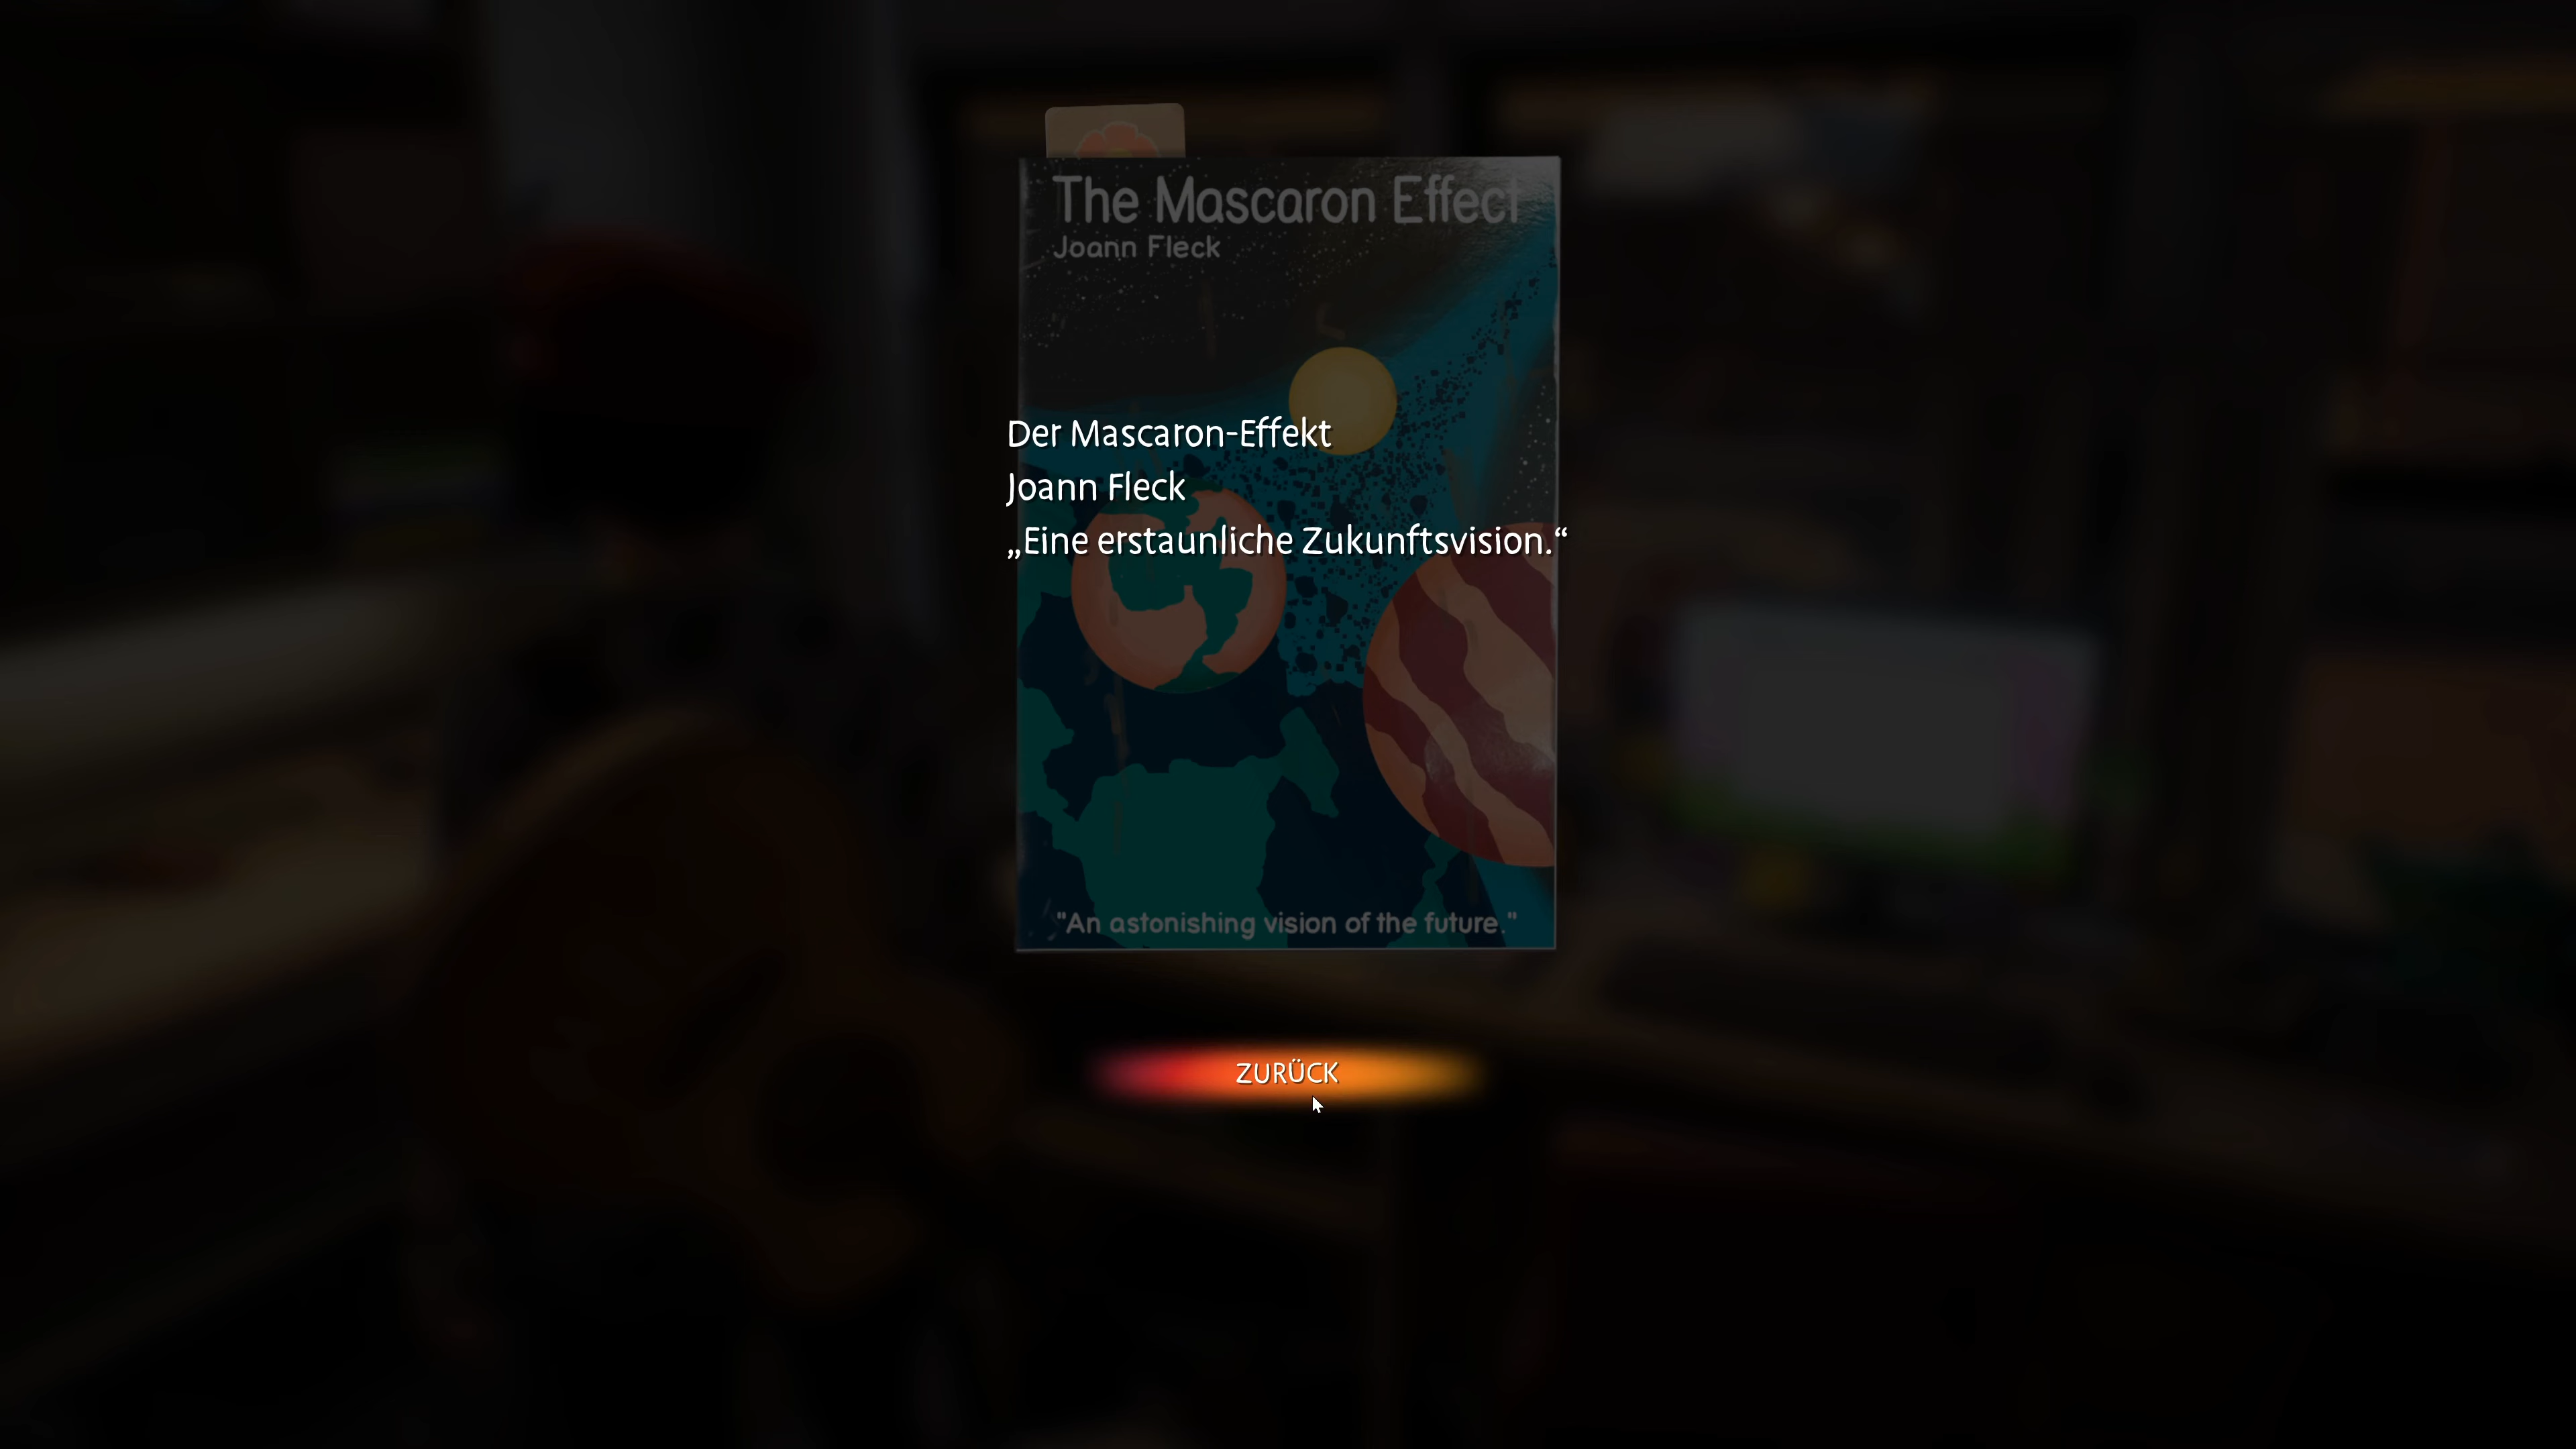 The Mascaron Effect
Joann Fleck
Der Mascaron-Effekt
Joann Fleck
„Eine erstaunliche Zukunftsvision.“
"An astonishing vision of the future."
ZURÜCK